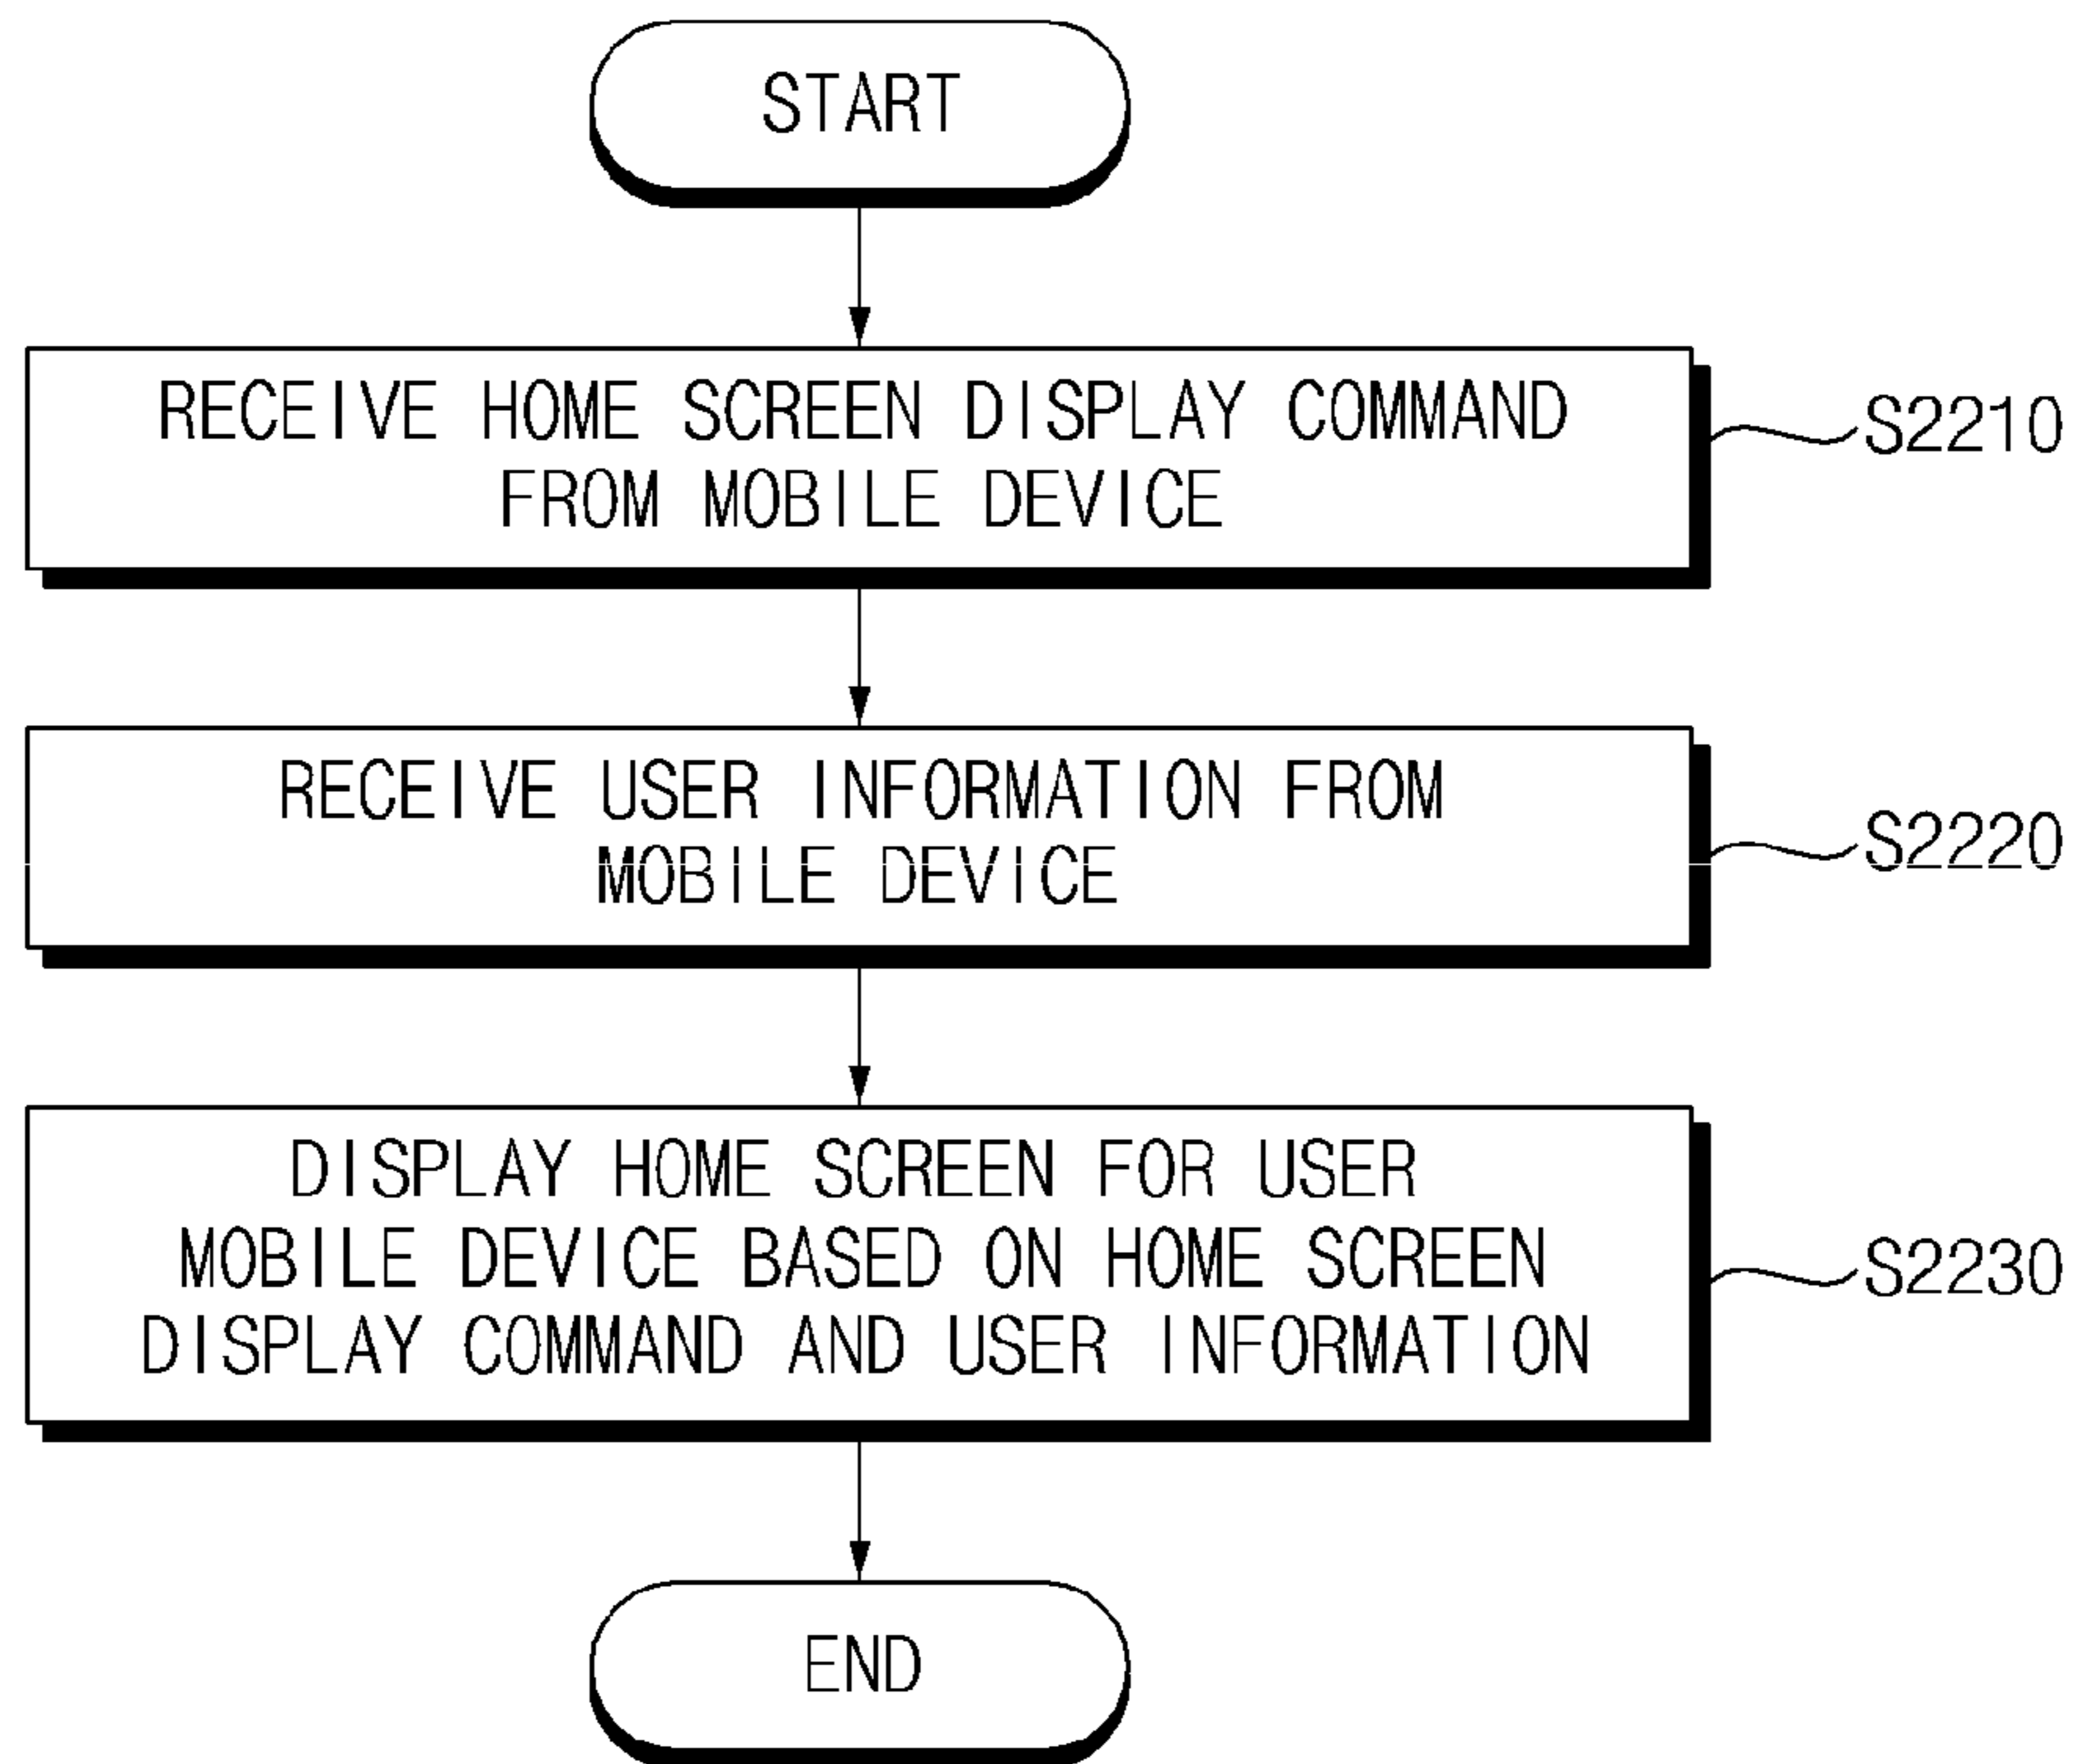 START
RECEIVE HOME SCREEN DISPLAY COMMAND
FROM MOBILE DEVICE
S2210
RECEIVE USER INFORMATION FROM
MOBILE DEVICE
S2220
DISPLAY HOME SCREEN FOR USER
MOBILE DEVICE BASED ON HOME SCREEN
DISPLAY COMMAND AND USER INFORMATION
S2230
END